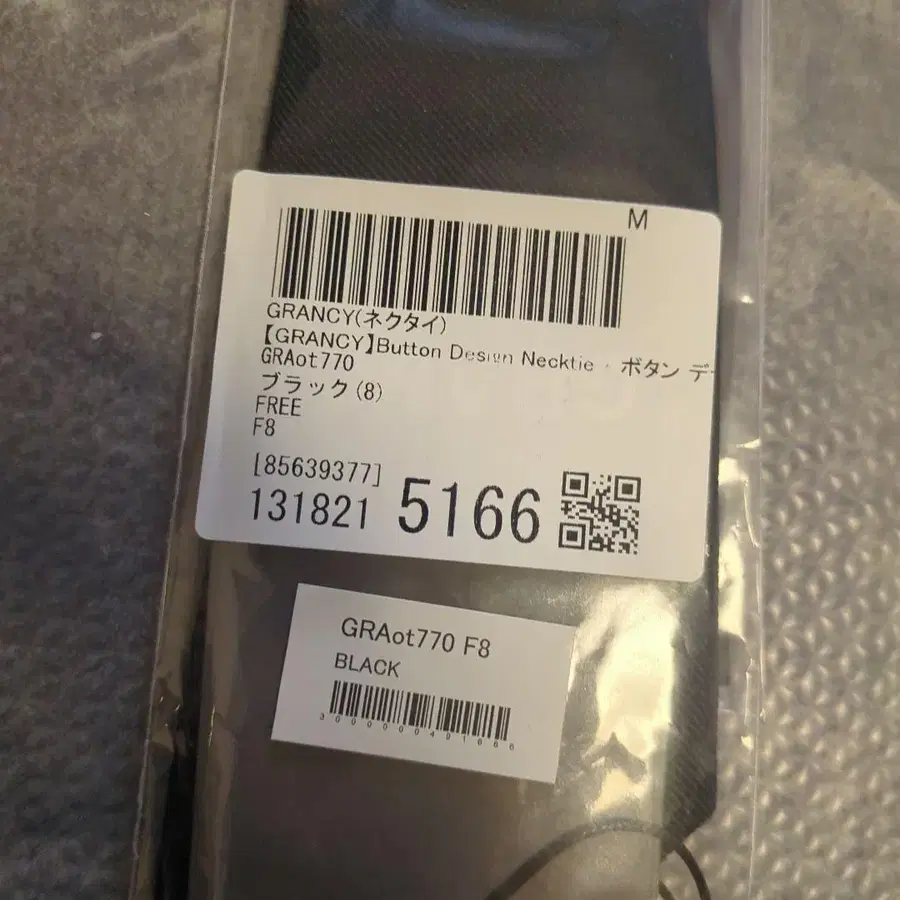 M
GRANCY(ネクタイ)
【GRANCY】Button Design Necktie ・ ボタン デ
GRAot770
ブラック(8)
FREE
F8
[85639377]
131821 5166
GRAot770 F8
BLACK
3000000491666